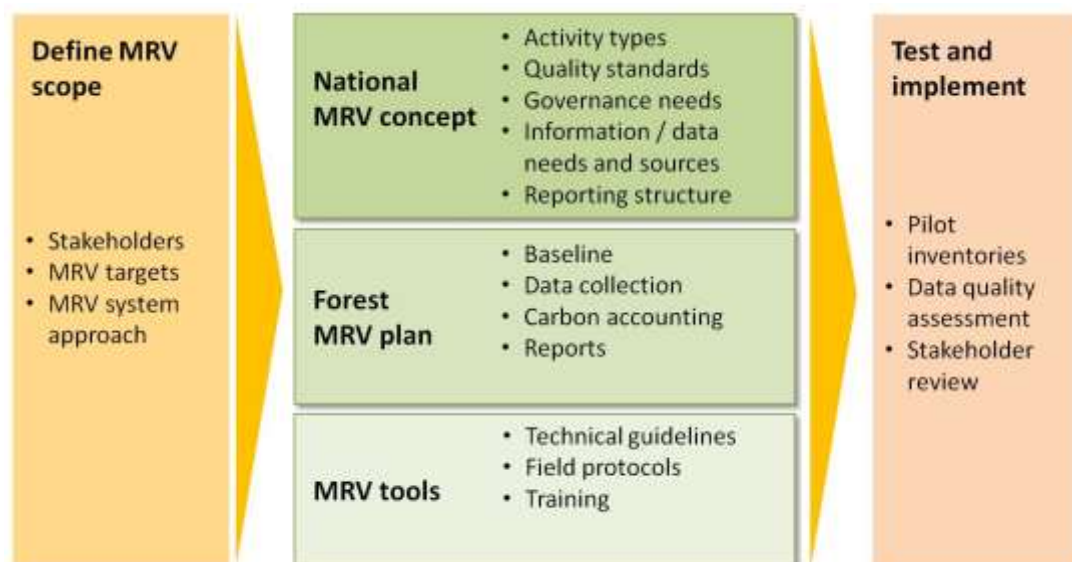 Define MRV
scope
• Stakeholders
• MRV targets
• MRV system
approach
National
MRV concept
• Activity types
• Quality standards
• Governance needs
• Information / data
needs and sources
• Reporting structure
Forest
MRV plan
• Baseline
• Data collection
• Carbon accounting
• Reports
MRV tools
• Technical guidelines
• Field protocols
• Training
Test and
implement
• Pilot
inventories
• Data quality
assessment
• Stakeholder
review